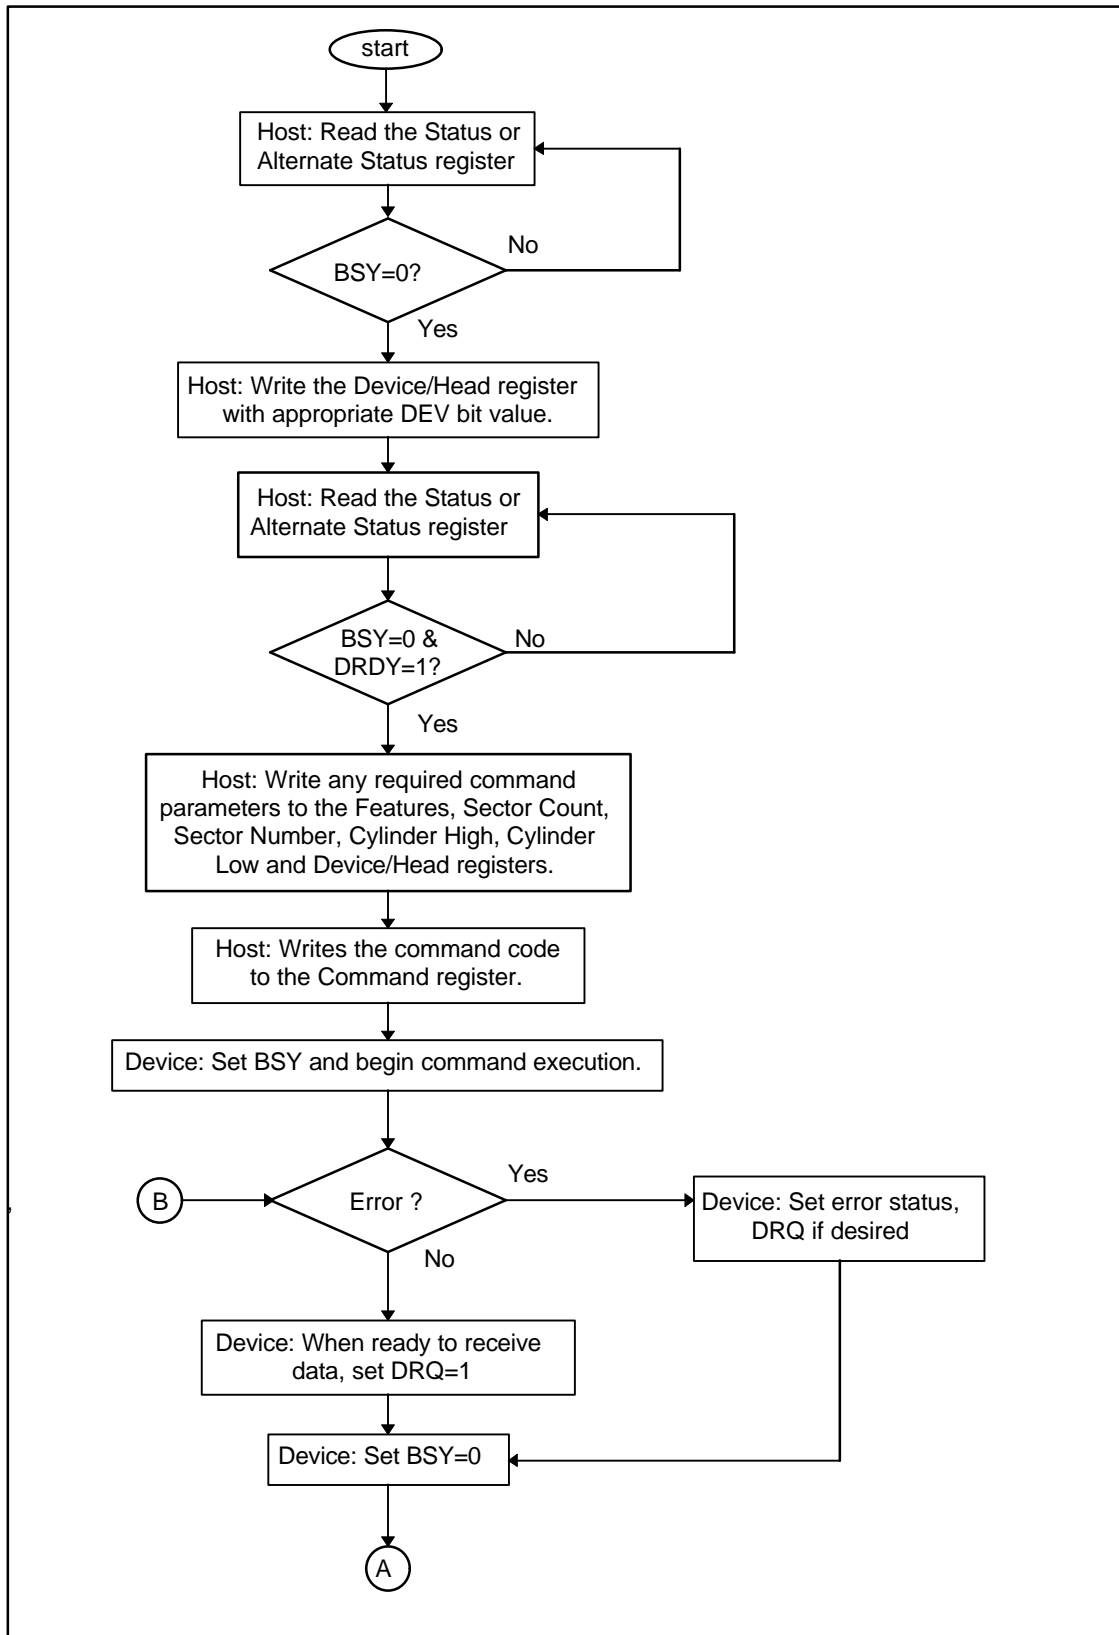 start
Host: Read the Status or
Alternate Status register
No
BSY=0?
Yes
Host: Write the Device/Head register
with appropriate DEV bit value.
Host: Read the Status or
Alternate Status register
BSY=0 &
DRDY=1?
No
Yes
Host: Write any required command
parameters to the Features, Sector Count,
Sector Number, Cylinder High, Cylinder
Low and Device/Head registers.
Host: Writes the command code
to the Command register.
Device: Set BSY and begin command execution.
B
Error ?
Yes
Device: Set error status,
DRQ if desired
No
Device: When ready to receive
data, set DRQ=1
Device: Set BSY=0
A